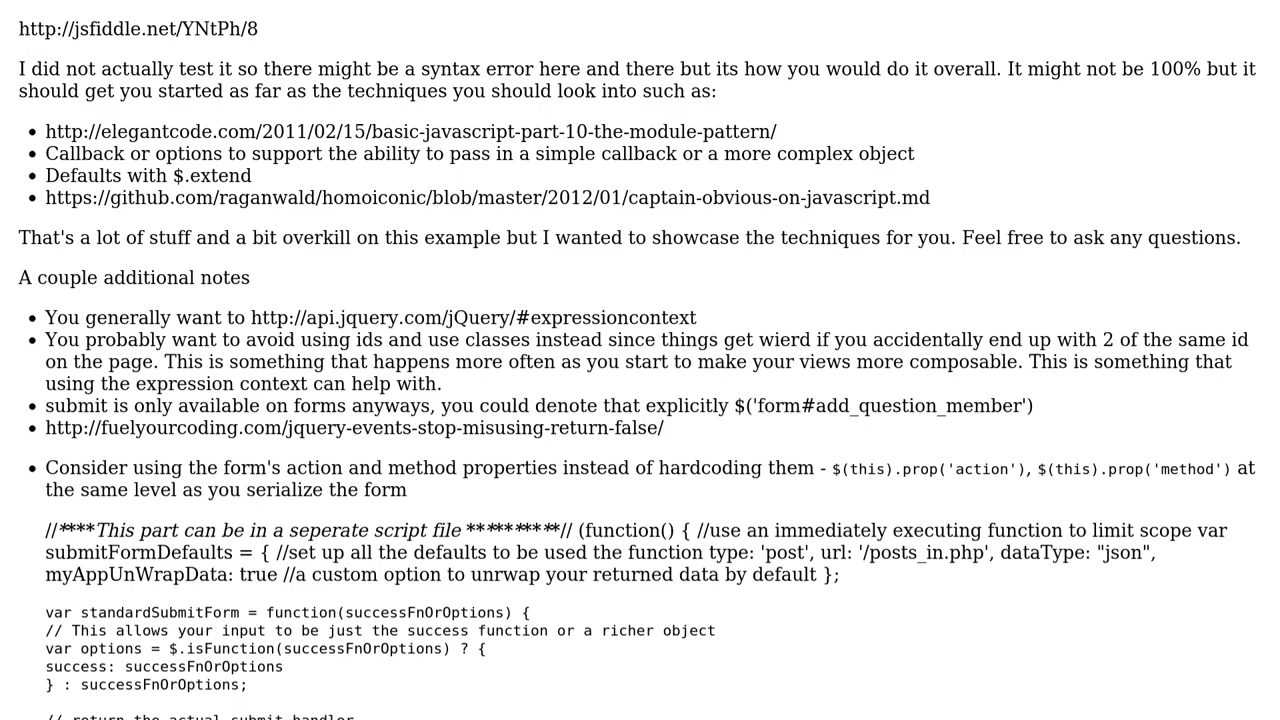 http://jsfiddle.net/YNtPh/8
I did not actually test it so there might be a syntax error here and there but its how you would do it overall. It might not be 100% but it
should get you started as far as the techniques you should look into such as:
• http://elegantcode.com/2011/02/15/basic-javascript-part-10-the-module-pattern/
• Callback or options to support the ability to pass in a simple callback or a more complex object
• Defaults with $.extend
• https://github.com/raganwald/homoiconic/blob/master/2012/01/captain-obvious-on-javascript.md
That's a lot of stuff and a bit overkill on this example but I wanted to showcase the techniques for you. Feel free to ask any questions.
A couple additional notes
• You generally want to http://api.jquery.com/jQuery/#expressioncontext
• You probably want to avoid using ids and use classes instead since things get wierd if you accidentally end up with 2 of the same id
on the page. This is something that happens more often as you start to make your views more composable. This is something that
using the expression context can help with.
• submit is only available on forms anyways, you could denote that explicitly $('form#add_question_member')
• http://fuelyourcoding.com/jquery-events-stop-misusing-return-false/
• Consider using the form's action and method properties instead of hardcoding them - $(this).prop('action'), $(this).prop('method') at
the same level as you serialize the form
//****This part can be in a seperate script file **********// (function() { //use an immediately executing function to limit scope var
submitFormDefaults = { //set up all the defaults to be used the function type: 'post', url: '/posts_in.php', dataType: "json",
myAppUnWrapData: true //a custom option to unrwap your returned data by default };
var standardSubmitForm = function(successFnOrOptions) {
// This allows your input to be just the success function or a richer object
var options = $.isFunction(successFnOrOptions) ? {
success: successFnOrOptions
} : successFnOrOptions;
// return the actual submit handler